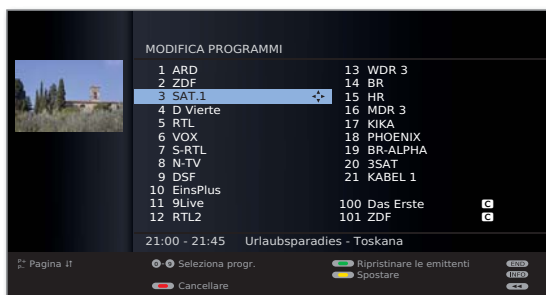 MODIFICA PROGRAMMI
1 ARD
2 ZDF
3 SAT.1
4 D Vierte
5 RTL
6 VOX
7 S-RTL
8 N-TV
9 DSF
10 EinsPlus
11 9Live
12 RTL2
13 WDR 3
14 BR
15 HR
16 MDR 3
17 KIKA
18 PHOENIX
19 BR-ALPHA
20 3SAT
21 KABEL 1
100 Das Erste C
101 ZDF C
21:00 - 21:45 Urlaubsparadies - Toskana
P+ P- Pagina ↓↑
0-9 Seleziona progr.
Cancellare
Ripristinare le emittenti
Spostare
END
INFO
◄◄